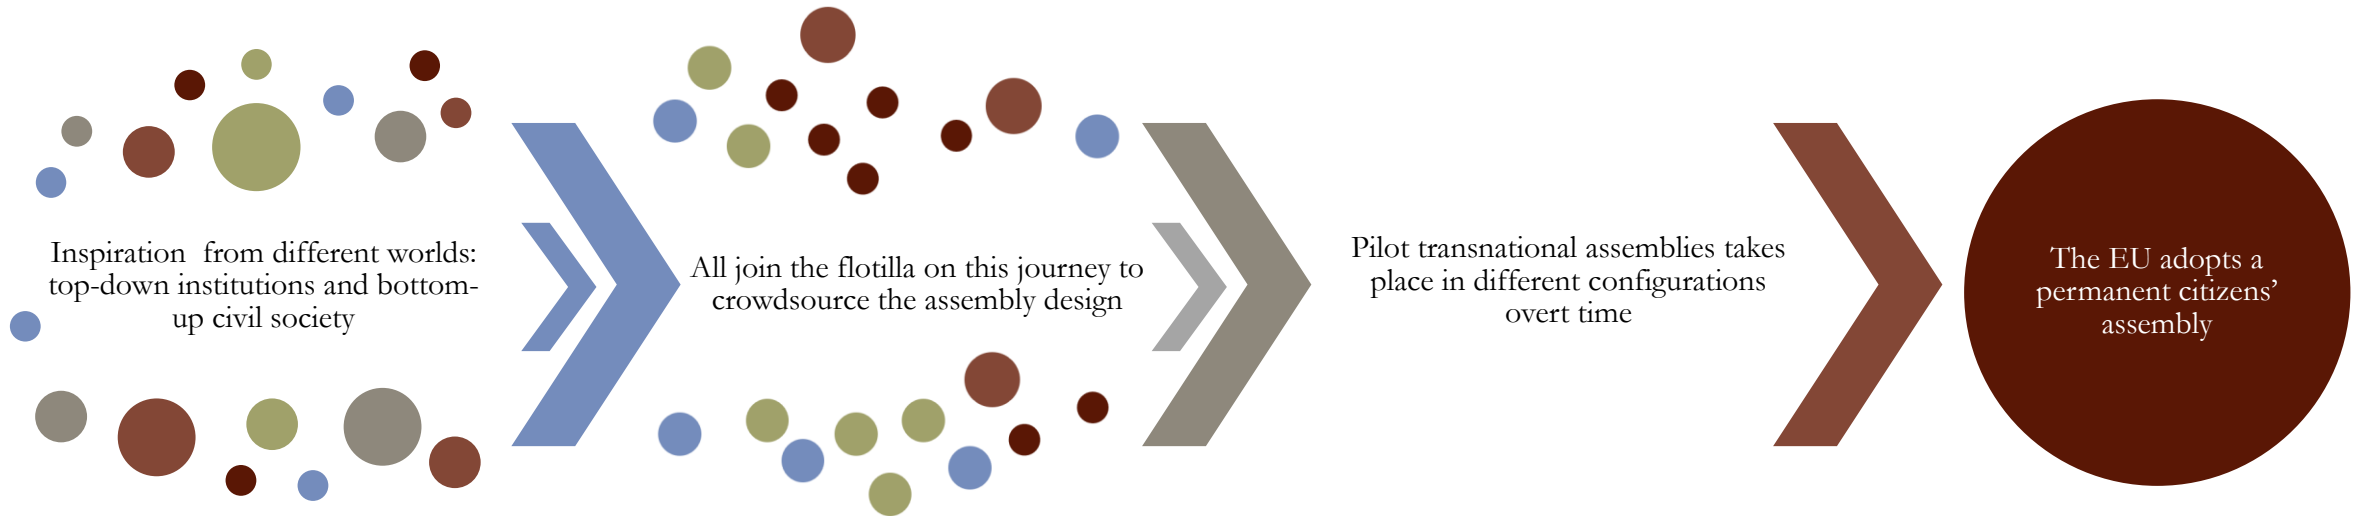 Inspiration  from different worlds:
top-down institutions and bottom-
up civil society
All join the flotilla on this journey to
crowdsource the assembly design
Pilot transnational assemblies takes
place in different configurations
overt time
The EU adopts a
permanent citizens’
assembly